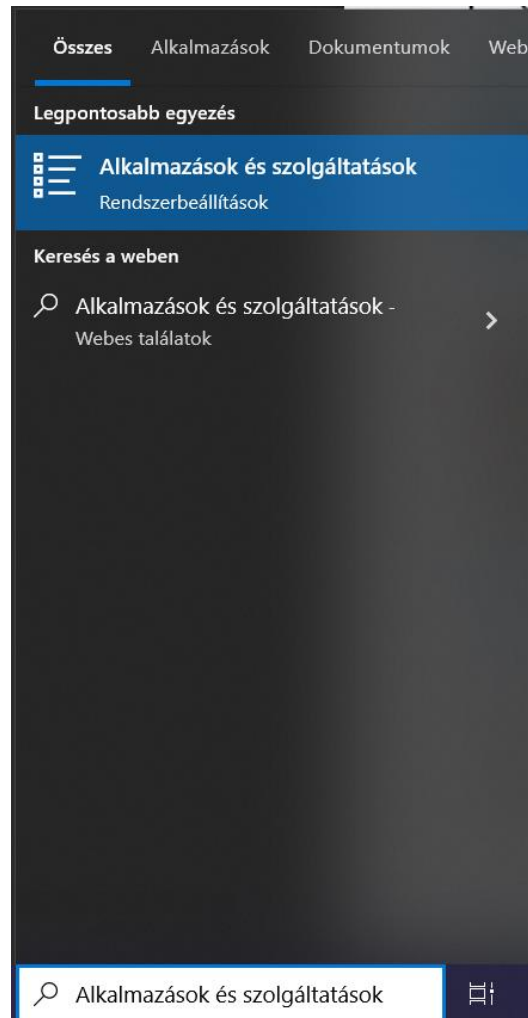 Összes Alkalmazások Dokumentumok Web
Legpontosabb egyezés
Alkalmazások és szolgáltatások
Rendszerbeállítások
Keresés a weben
Alkalmazások és szolgáltatások -
Webes találatok
Alkalmazások és szolgáltatások